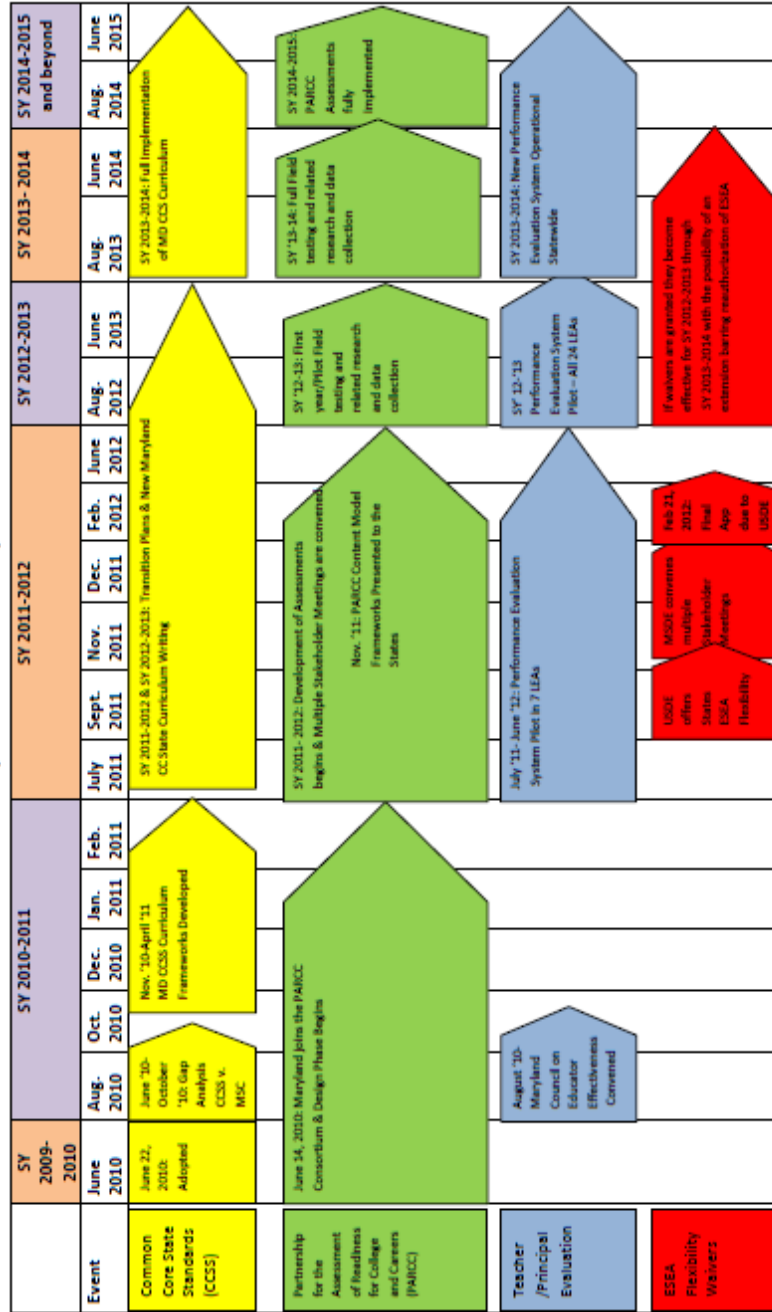 SY
2009-
2010
SY 2010-2011
SY 2011-2012
SY 2012-2013
SY 2013- 2014
SY 2014-2015
and beyond
Event
June
2010
Aug.
2010
Oct.
2010
Dec.
2010
Jan.
2011
Feb.
2011
July
2011
Sept.
2011
Nov.
2011
Dec.
2011
Feb.
2012
June
2012
Aug.
2012
June
2013
Aug.
2013
June
2014
Aug.
2014
June
2015
Common
Core State
Standards
(CCSS)
June 22,
2010:
Adopted
June '10-
October
'10: Gap
Analysis
CCSS v.
MSC
Nov. '10-April '11
MD CCSS Curriculum
Frameworks Developed
SY 2011-2012 & SY 2012-2013: Transition Plans & New Maryland
CC State Curriculum Writing
SY 2013-2014: Full Implementation
of MD CCS Curriculum
Partnership
for the
Assessment
of Readiness
for College
and Careers
(PARCC)
June 14, 2010: Maryland joins the PARCC
Consortium & Design Phase Begins
SY 2011- 2012: Development of Assessments
begins & Multiple Stakeholder Meetings are convened
Nov. '11: PARCC Content Model
Frameworks Presented to the
States
SY '12-13: First
year/Pilot Field
testing and
related research
and data
collection
SY '13-14: Full Field
testing and related
research and data
collection
SY 2014-2015:
PARCC
Assessments
fully
implemented
Teacher
/Principal
Evaluation
August '10-
Maryland
Council on
Educator
Effectiveness
Convened
July '11- June '12: Performance Evaluation
System Pilot in 7 LEAs
SY '12-'13
Performance
Evaluation System
Pilot – All 24 LEAs
SY 2013-2014: New Performance
Evaluation System Operational
Statewide
ESEA
Flexibility
Waivers
USDE
offers
States
ESEA
Flexibility
MSDE convenes
multiple
Stakeholder
Meetings
Feb 21,
2012:
Final
App
due to
USDE
If waivers are granted they become
effective for SY 2012-2013 through
SY 2013-2014 with the possibility of an
extension barring reauthorization of ESEA